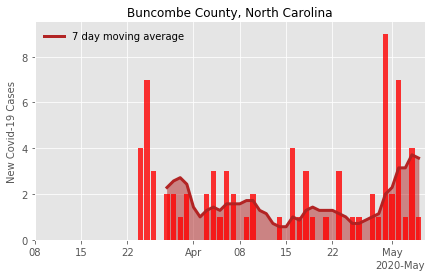 Buncombe County, North Carolina
7 day moving average
New Covid-19 Cases
8
6
4
2
0
08 15 22 Apr 08 15 22 May
2020-May